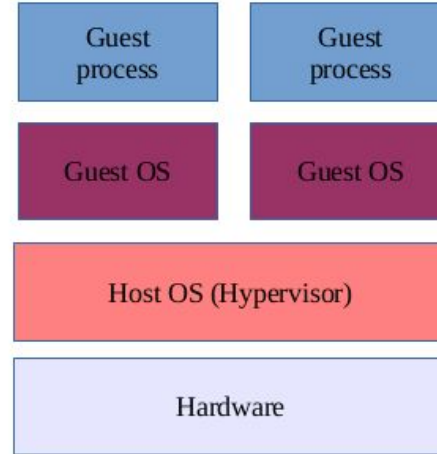 Guest
process
Guest
process
Guest OS
Guest OS
Host OS (Hypervisor)
Hardware